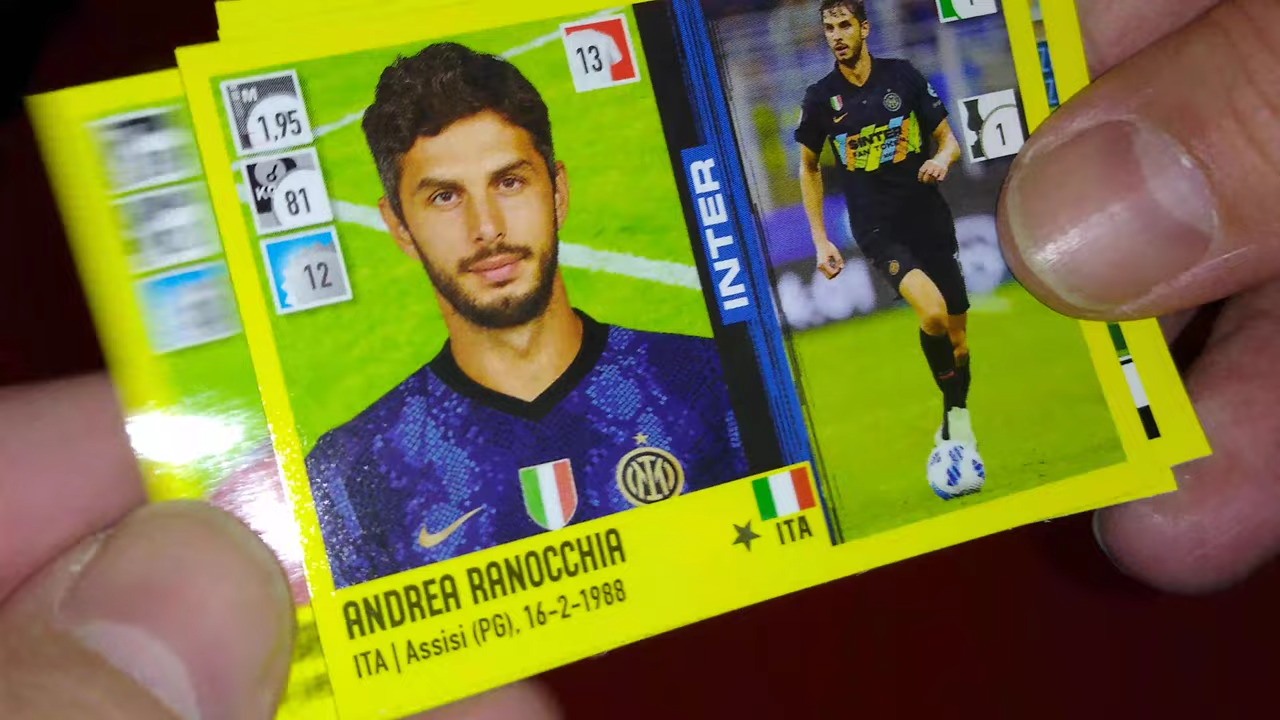 13
M
1,95
81
12
1
INTER
ITA
ANDREA RANOCCHIA
ITA | Assisi (PG), 16-2-1988